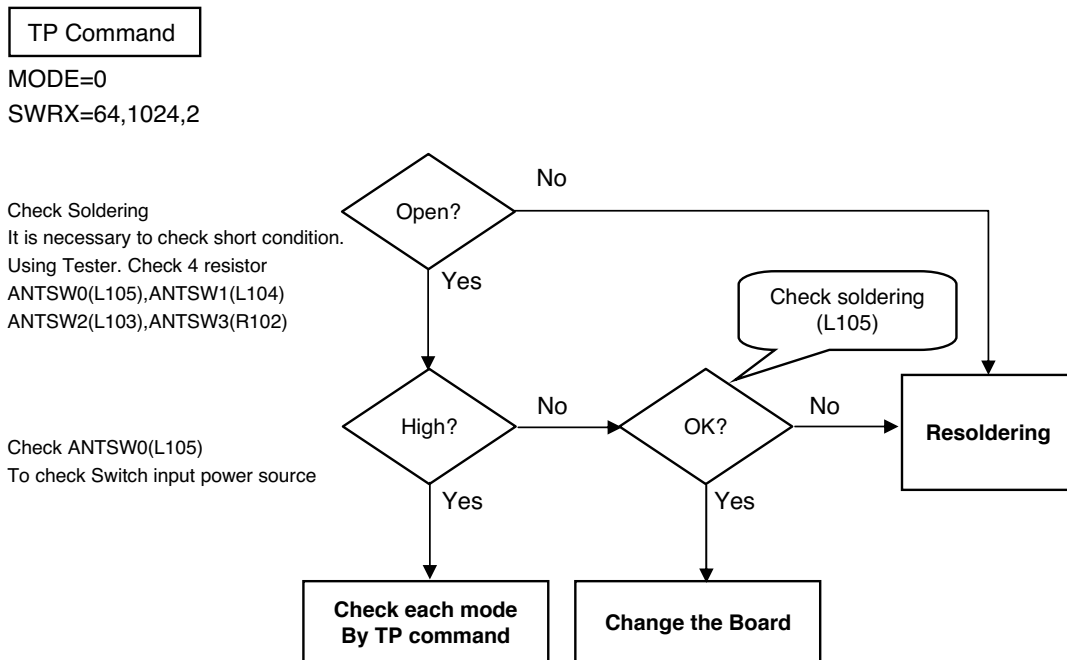 TP Command
MODE=0
SWRX=64,1024,2
No
Check Soldering
It is necessary to check short condition.
Using Tester. Check 4 resistor
ANTSW0(L105),ANTSW1(L104)
ANTSW2(L103),ANTSW3(R102)
Open?
Yes
Check soldering
(L105)
Check ANTSW0(L105)
To check Switch input power source
High?
No
OK?
No
Resoldering
Yes
Yes
Check each mode
By TP command
Change the Board